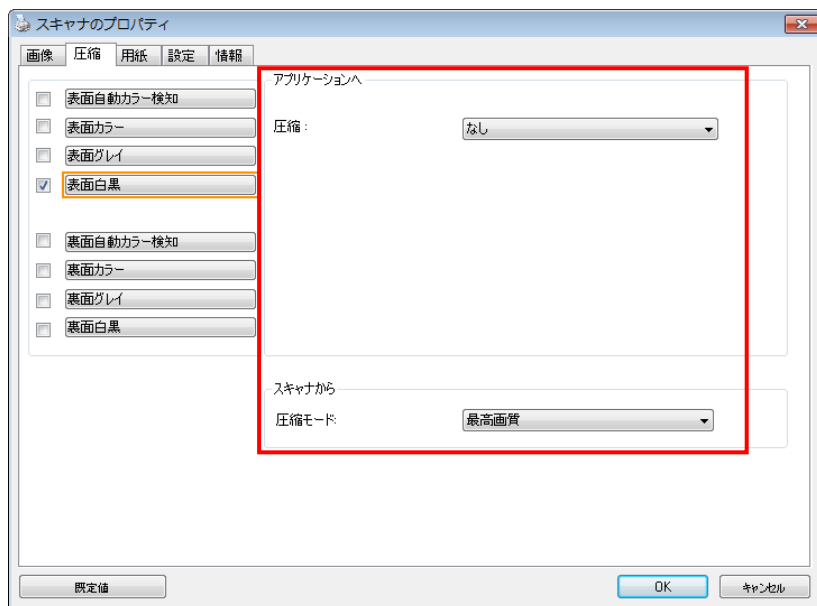 スキャナのプロパティ
画像 圧縮 用紙 設定 情報
アプリケーションへ
表面自動カラー検知
表面カラー
圧縮： なし
表面グレイ
表面白黒
裏面自動カラー検知
裏面カラー
裏面グレイ
裏面白黒
スキャナから
圧縮モード: 最高画質
既定値 OK キャンセル